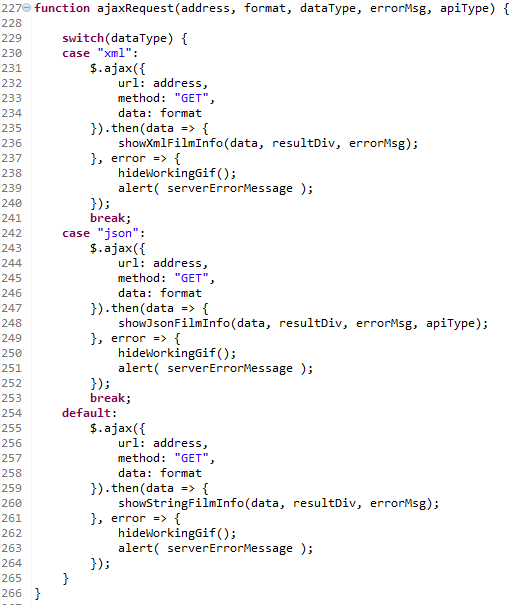 227 function ajaxRequest(address, format, dataType, errorMsg, apiType) {
228
229     switch(dataType) {
230     case "xml":
231         $.ajax({
232             url: address,
233             method: "GET",
234             data: format
235         }).then(data => {
236             showXmlFilmInfo(data, resultDiv, errorMsg);
237         }, error => {
238             hideWorkingGif();
239             alert( serverErrorMessage );
240         });
241         break;
242     case "json":
243         $.ajax({
244             url: address,
245             method: "GET",
246             data: format
247         }).then(data => {
248             showJsonFilmInfo(data, resultDiv, errorMsg, apiType);
249         }, error => {
250             hideWorkingGif();
251             alert( serverErrorMessage );
252         });
253         break;
254     default:
255         $.ajax({
256             url: address,
257             method: "GET",
258             data: format
259         }).then(data => {
260             showStringFilmInfo(data, resultDiv, errorMsg);
261         }, error => {
262             hideWorkingGif();
263             alert( serverErrorMessage );
264         });
265     }
266 }